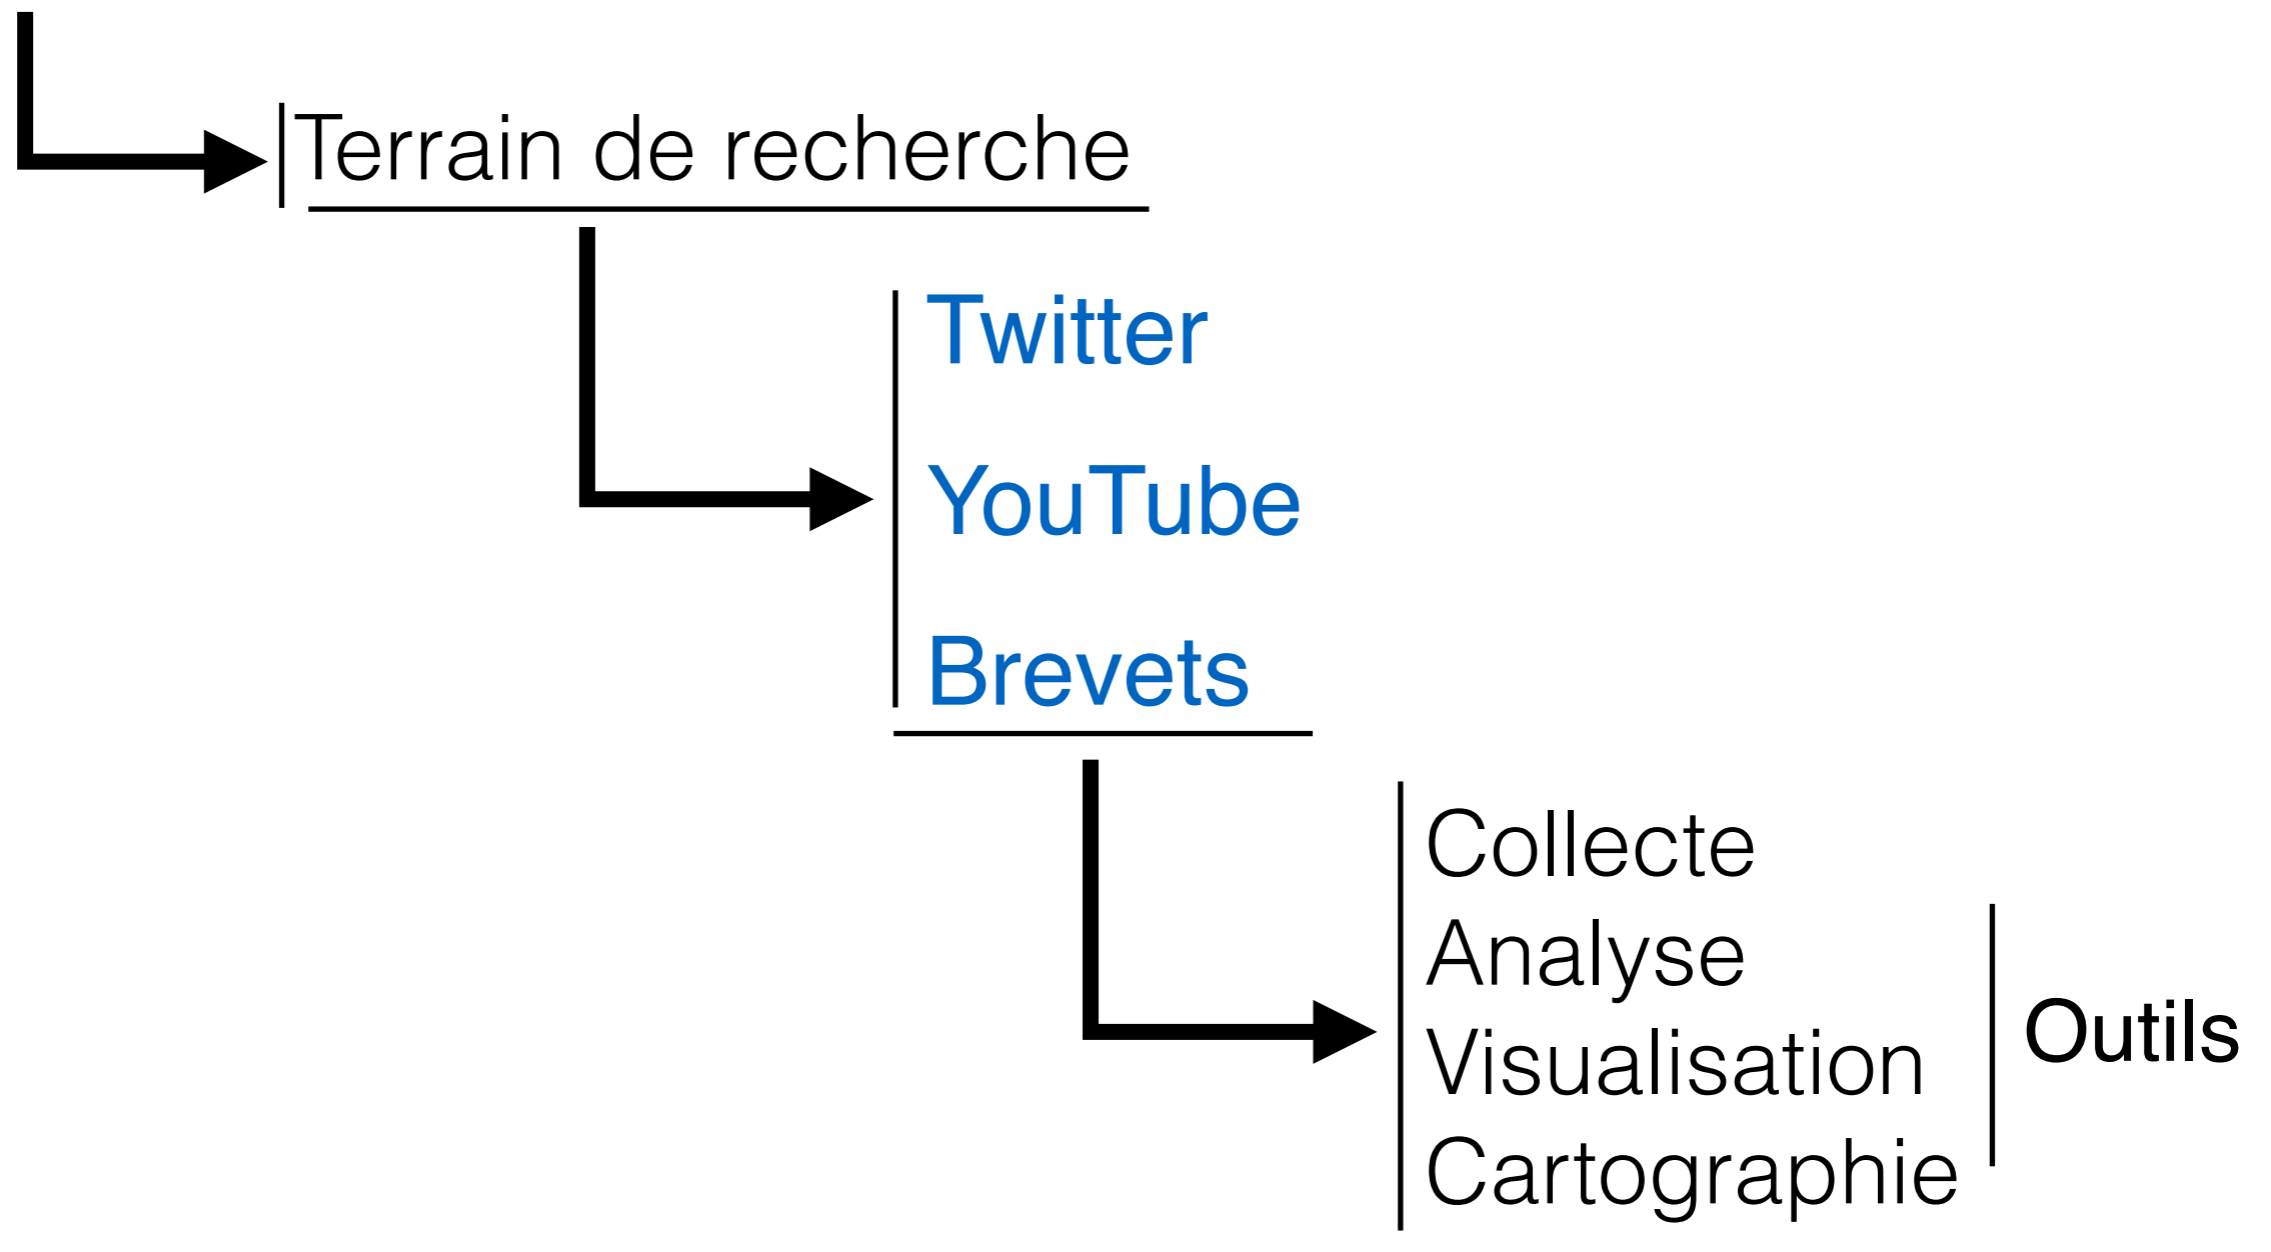 Terrain de recherche
Twitter
YouTube
Brevets
Collecte
Analyse
Visualisation
Cartographie
Outils